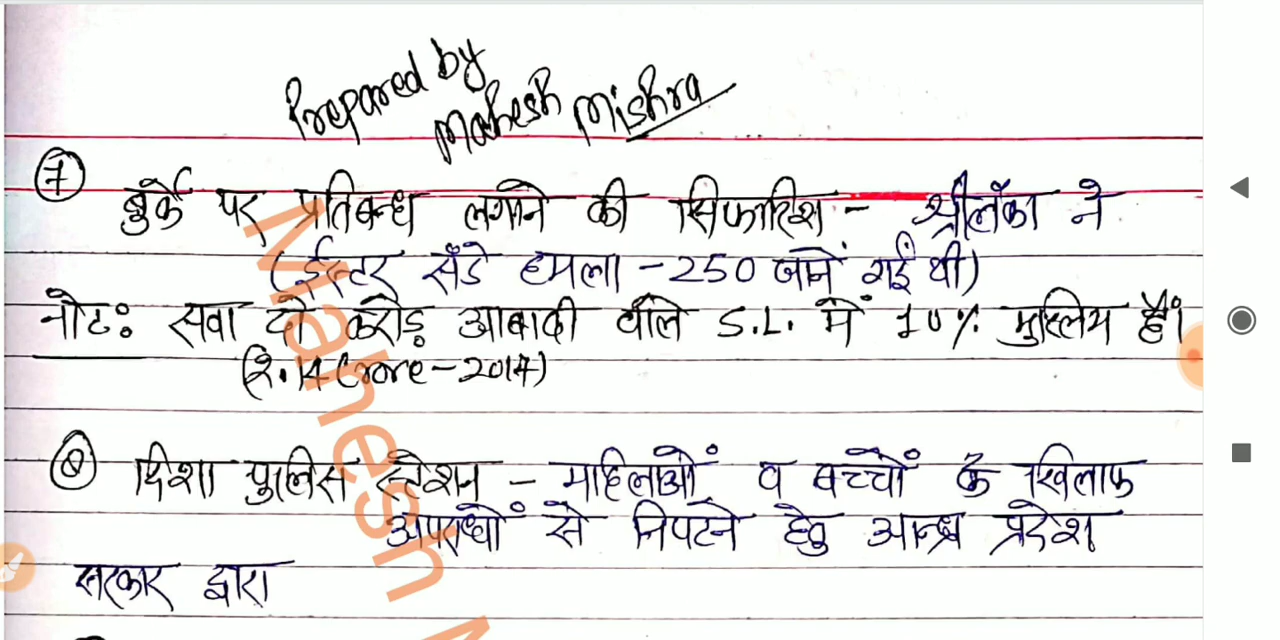 Prepared by
Mahesh Mishra
7
बुर्के पर प्रतिबन्ध लगाने की सिफारिश - श्रीलंका ने
(ईस्टर सँडे हमला - 250 जानें गई थी)
नोट: सवा दो करोड़ आबादी वाले S.L. में 10% मुस्लिम हैं।
(2.14 Crore - 2017)
8 दिशा पुलिस स्टेशन - महिलाओं व बच्चों के खिलाफ
अपराधों से निपटने हेतु आन्ध्र प्रदेश
सरकार द्वारा
Mahesh M